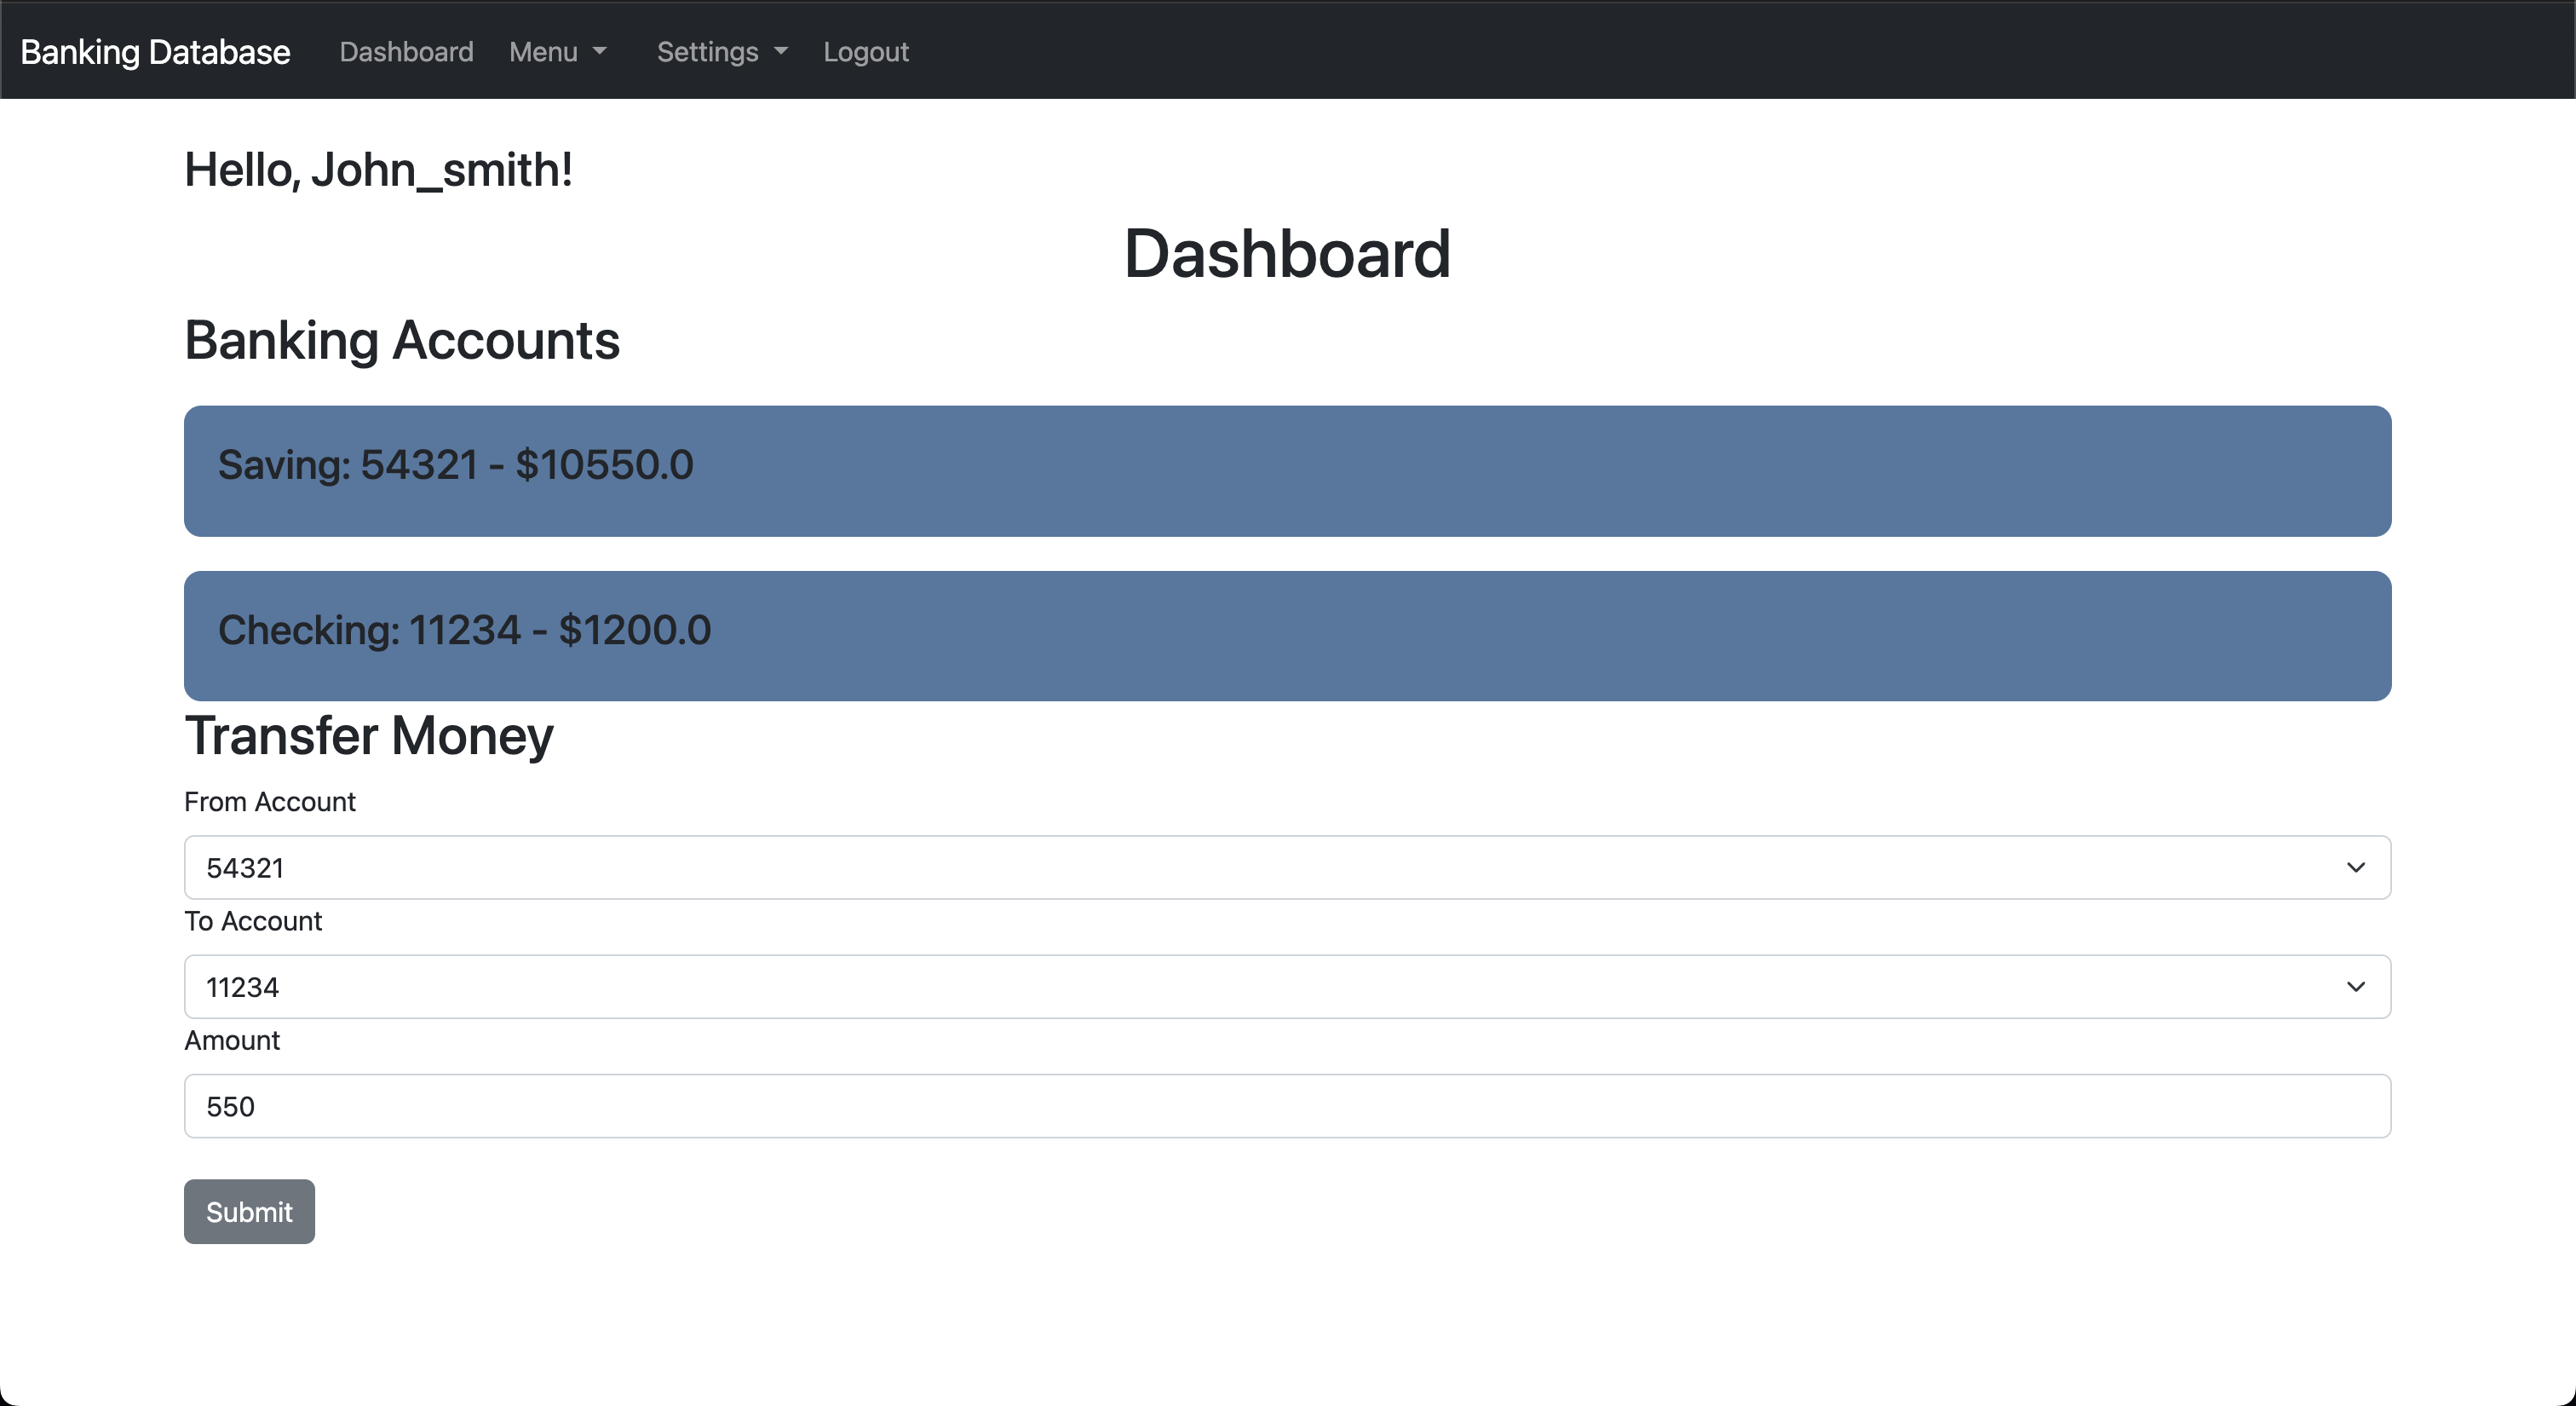 Banking Database Dashboard Menu Settings Logout
Hello, John_smith!
Dashboard
Banking Accounts
Saving: 54321 - $10550.0
Checking: 11234 - $1200.0
Transfer Money
From Account
54321
To Account
11234
Amount
550
Submit